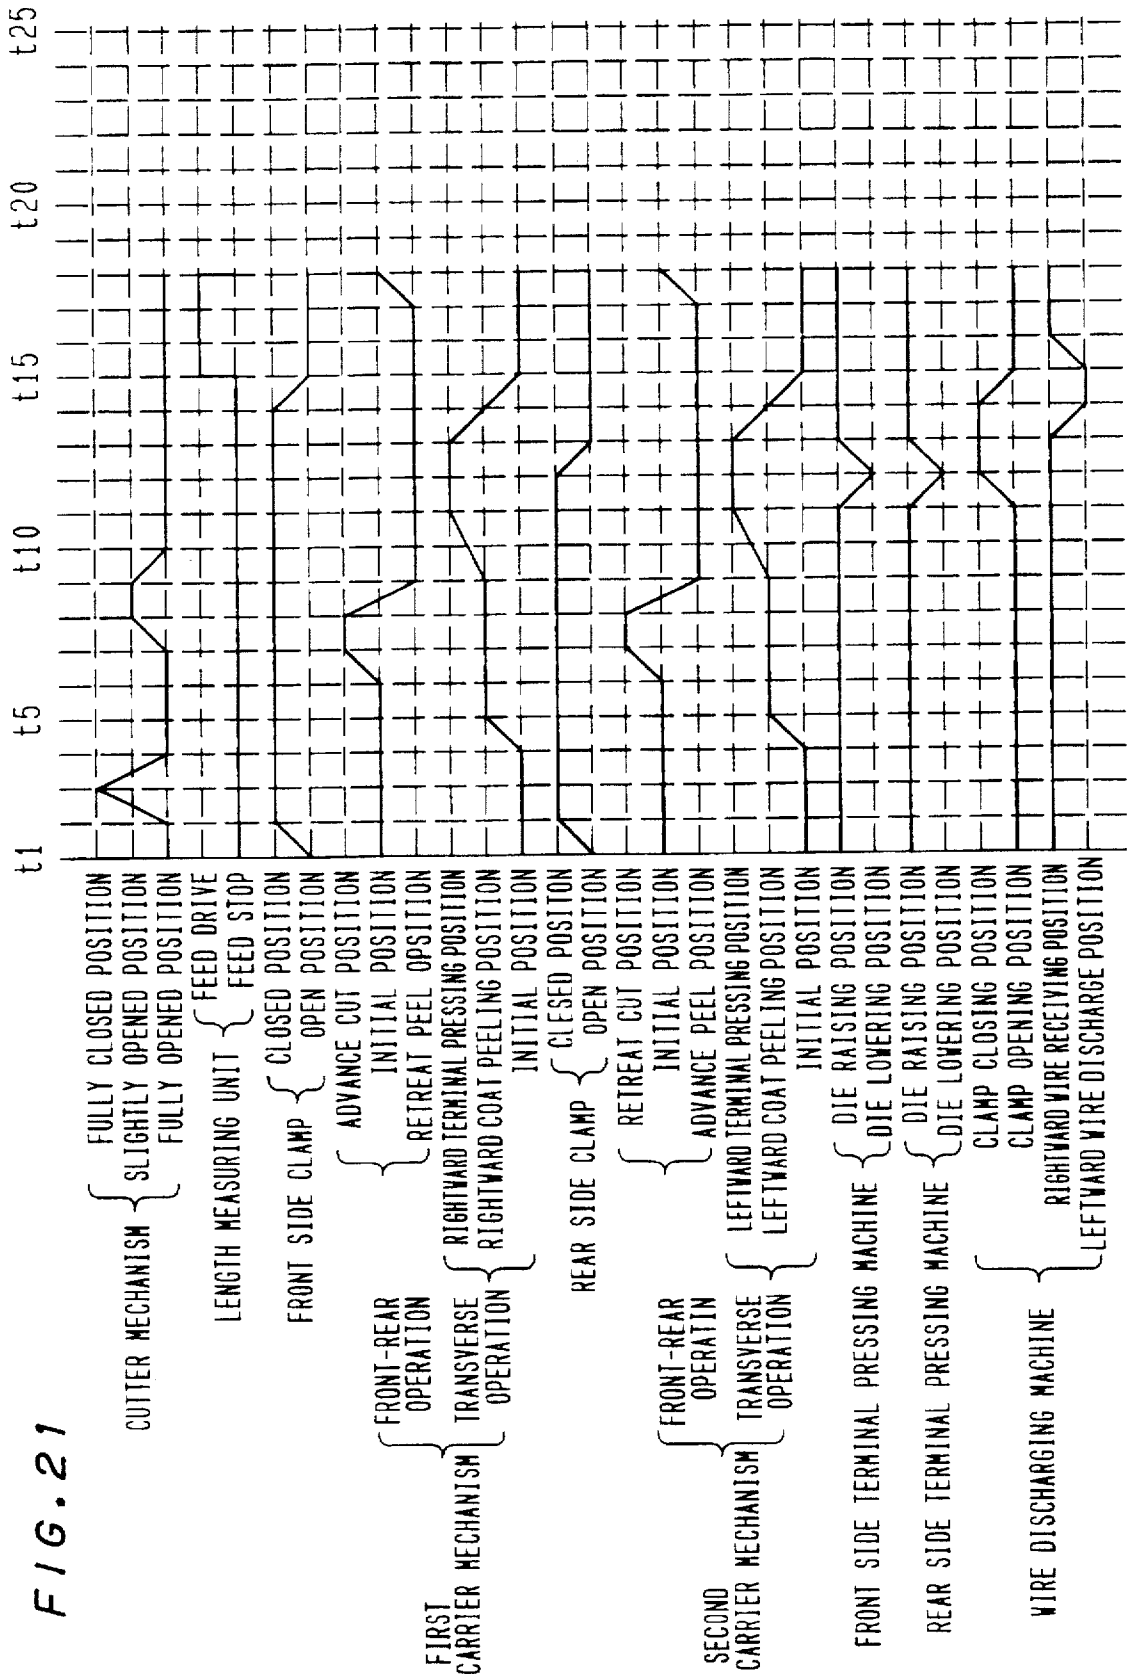 FIG. 21
t1
t5
t10
t15
t20
t25
CUTTER MECHANISM
FULLY CLOSED POSITION
SLIGHTLY OPENED POSITION
FULLY OPENED POSITION
LENGTH MEASURING UNIT
FEED DRIVE
FEED STOP
FRONT SIDE CLAMP
CLOSED POSITION
OPEN POSITION
FIRST
CARRIER MECHANISM
FRONT-REAR
OPERATION
ADVANCE CUT POSITION
INITIAL POSITION
RETREAT PEEL OPSITION
TRANSVERSE
OPERATION
RIGHTWARD TERMINAL PRESSING POSITION
RIGHTWARD COAT PEELING POSITION
INITIAL POSITION
REAR SIDE CLAMP
CLESED POSITION
OPEN POSITION
SECOND
CARRIER MECHANISM
FRONT-REAR
OPERATIN
RETREAT CUT POSITION
INITIAL POSITION
ADVANCE PEEL POSITION
TRANSVERSE
OPERATION
LEFTWARD TERMINAL PRESSING POSITION
LEFTWARD COAT PEELING POSITION
INITIAL POSITION
FRONT SIDE TERMINAL PRESSING MACHINE
DIE RAISING POSITION
DIE LOWERING POSITION
REAR SIDE TERMINAL PRESSING MACHINE
DIE RAISING POSITION
DIE LOWERING POSITION
WIRE DISCHARGING MACHINE
CLAMP CLOSING POSITION
CLAMP OPENING POSITION
RIGHTWARD WIRE RECEIVING POSITION
LEFTWARD WIRE DISCHARGE POSITION